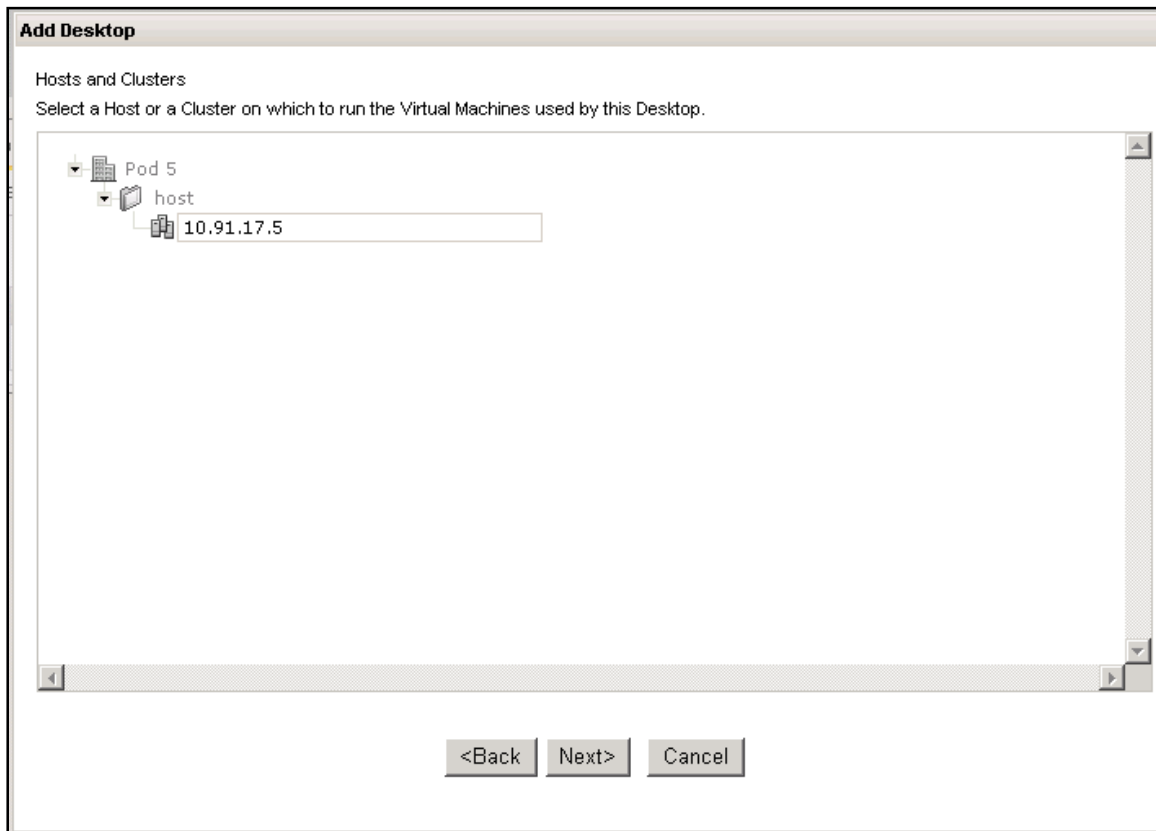 Add Desktop
Hosts and Clusters
Select a Host or a Cluster on which to run the Virtual Machines used by this Desktop.
Pod 5
host
10.91.17.5
<Back Next> Cancel